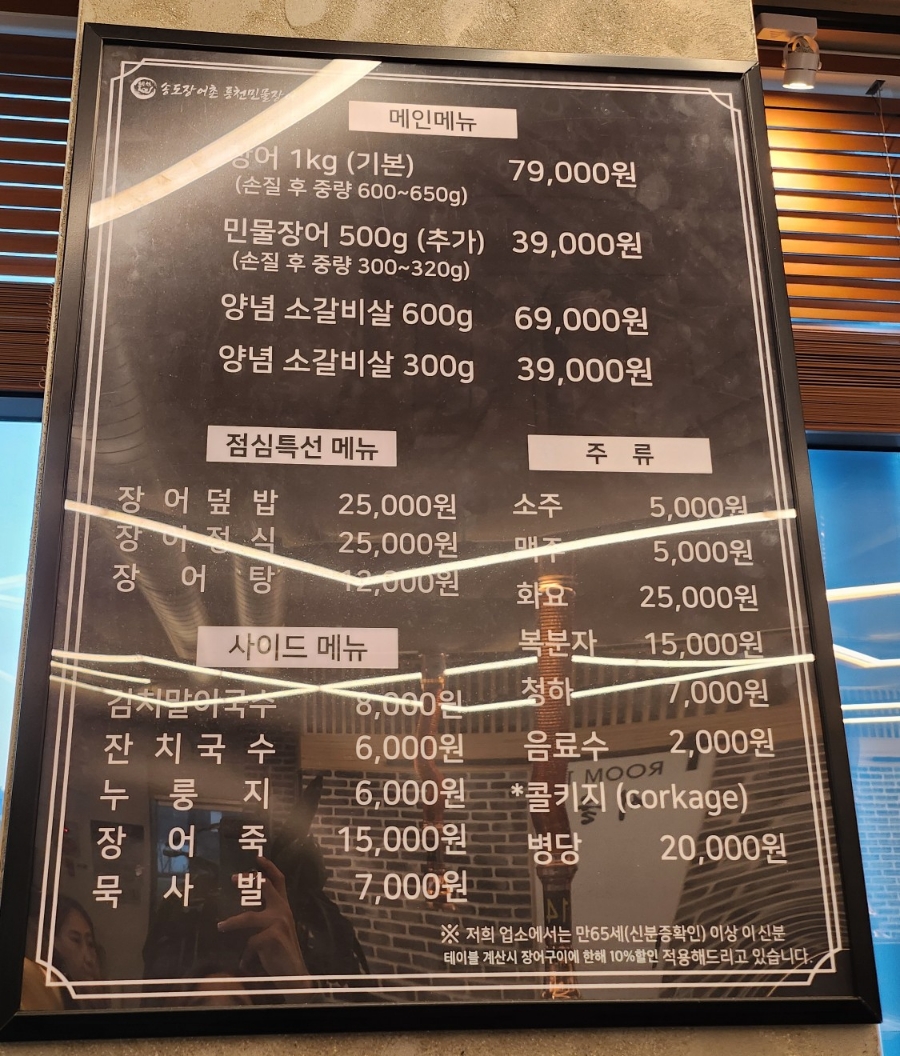 송도장어촌 풍천민물장
메인메뉴
장어 1kg (기본) 79,000원
(손질 후 중량 600~650g)
민물장어 500g (추가) 39,000원
(손질 후 중량 300~320g)
양념 소갈비살 600g 69,000원
양념 소갈비살 300g 39,000원
점심특선 메뉴
장 어 덮 밥 25,000원
장 어 정 식 25,000원
장 어 탕 12,000원
사이드 메뉴
김치말이국수 8,000원
잔 치 국 수 6,000원
누 룽 지 6,000원
장 어 죽 15,000원
묵 사 발 7,000원
주 류
소주 5,000원
맥주 5,000원
화요 25,000원
복분자 15,000원
청하 7,000원
음료수 2,000원
*콜키지 (corkage)
병당 20,000원
※ 저희 업소에서는 만65세(신분증확인) 이상 이신분
테이블 계산시 장어구이에 한해 10%할인 적용해드리고 있습니다.
ROOM
14